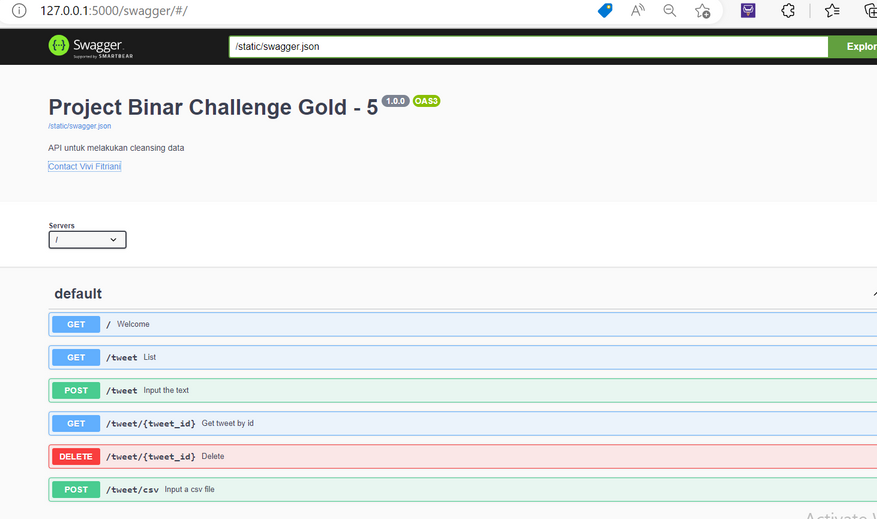 127.0.0.1:5000/swagger/#/
Swagger.
Supported by SMARTBEAR
/static/swagger.json
Project Binar Challenge Gold - 5 1.0.0 OAS3
/static/swagger.json
API untuk melakukan cleansing data
Contact Vivi Fitriani
Servers
/
default
GET / Welcome
GET /tweet List
POST /tweet Input the text
GET /tweet/{tweet_id} Get tweet by id
DELETE /tweet/{tweet_id} Delete
POST /tweet/csv Input a csv file